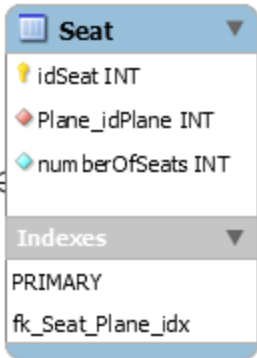 Seat
idSeat INT
Plane_idPlane INT
numberOfSeats INT
Indexes
PRIMARY
fk_Seat_Plane_idx